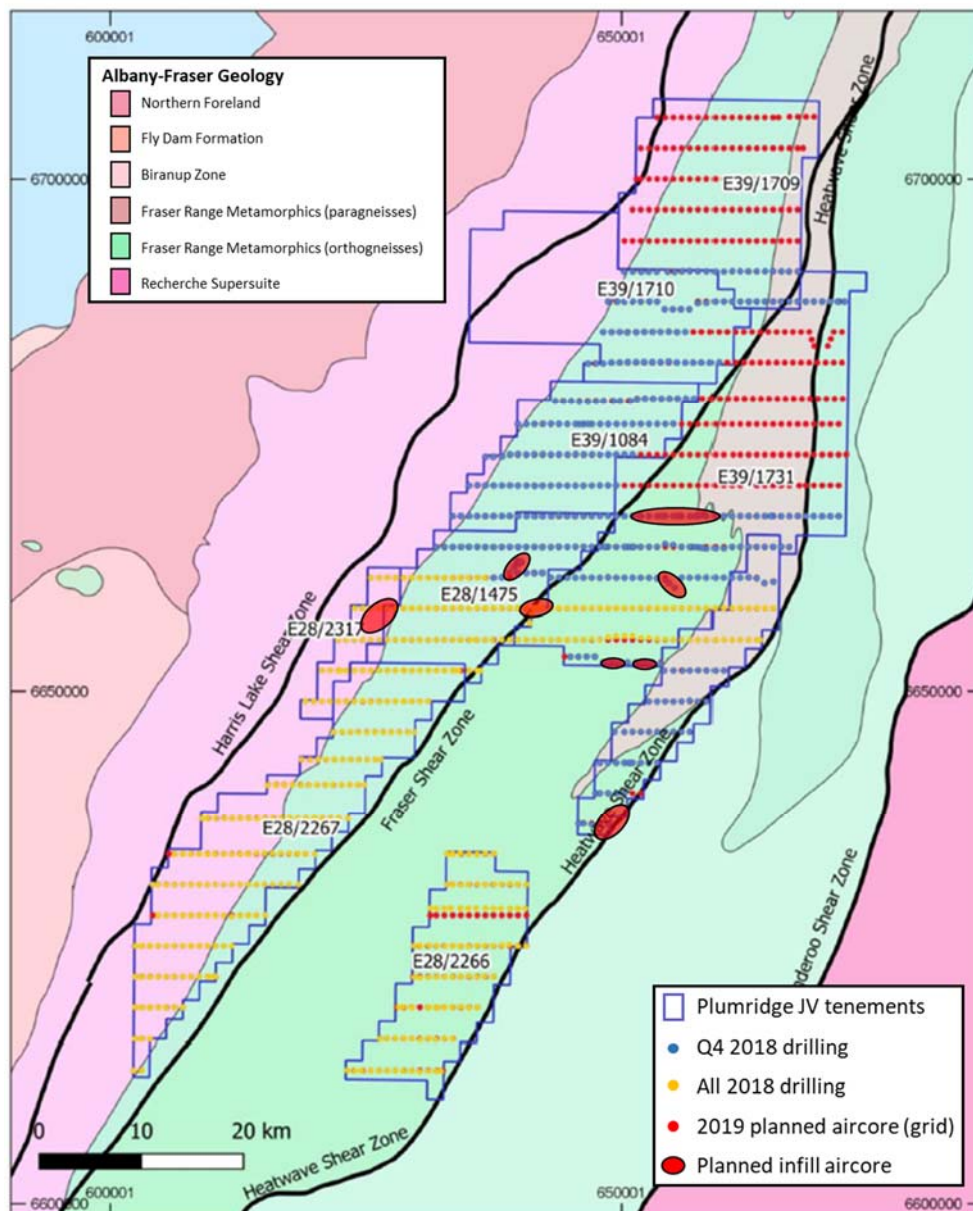 600001
650001
Albany-Fraser Geology
Northern Foreland
Fly Dam Formation
Biranup Zone
Fraser Range Metamorphics (paragneisses)
Fraser Range Metamorphics (orthogneisses)
Recherche Supersuite
Heatwave Shear Zone
6700000
6700000
E39/1709
E39/1710
E39/1084
E39/1731
E28/1475
E28/2317
Harris Lake Shear Zone
6650000
6650000
Fraser Shear Zone
Heatwave Shear Zone
E28/2267
E28/2266
nderoo Shear Zone
Plumridge JV tenements
Q4 2018 drilling
All 2018 drilling
2019 planned aircore (grid)
Planned infill aircore
0 10 20 km
Heatwave Shear Zone
6600000
600001
650001
6600000